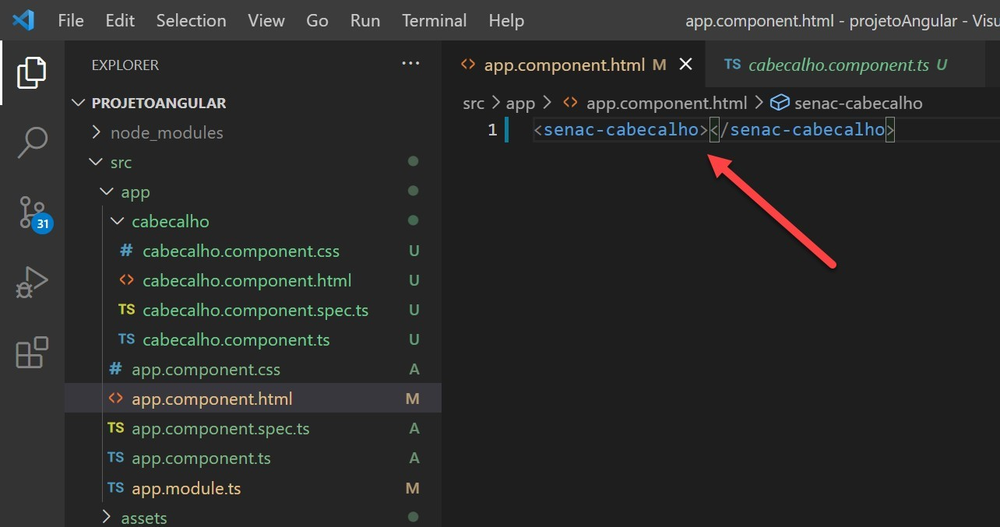 File Edit Selection View Go Run Terminal Help app.component.html - projetoAngular - Visu
EXPLORER ···
PROJETOANGULAR
node_modules
src
app
cabecalho
# cabecalho.component.css U
<> cabecalho.component.html U
TS cabecalho.component.spec.ts U
TS cabecalho.component.ts U
# app.component.css A
<> app.component.html M
TS app.component.spec.ts A
TS app.component.ts A
TS app.module.ts M
assets
31
<> app.component.html M TS cabecalho.component.ts U
src > app > <> app.component.html > senac-cabecalho
1 <senac-cabecalho></senac-cabecalho>